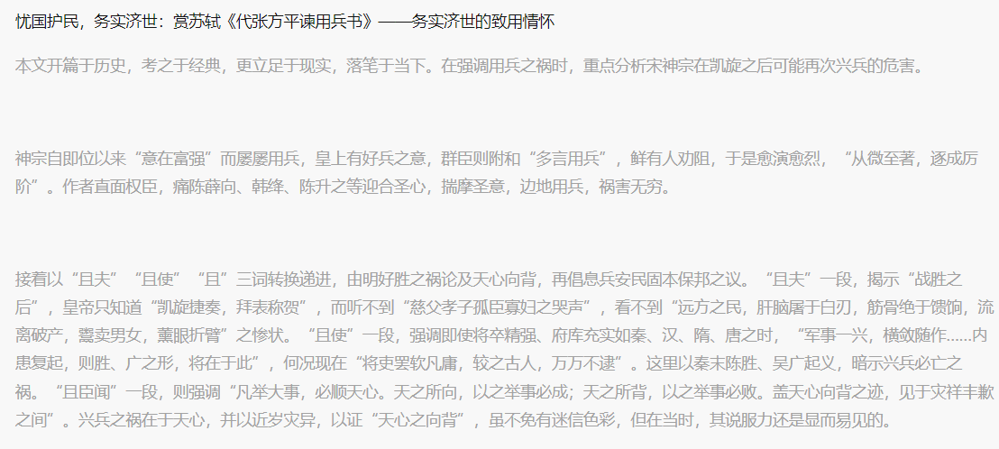 忧国护民，务实济世：赏苏轼《代张方平谏用兵书》——务实济世的致用情怀
本文开篇于历史，考之于经典，更立足于现实，落笔于当下。在强调用兵之祸时，重点分析宋神宗在凯旋之后可能再次兴兵的危害。
神宗自即位以来“意在富强”而屡屡用兵，皇上有好兵之意，群臣则附和“多言用兵”，鲜有人劝阻，于是愈演愈烈，“从微至著，遂成厉
阶”。作者直面权臣，痛陈薛向、韩绛、陈升之等迎合圣心，揣摩圣意，边地用兵，祸害无穷。
接着以“且夫”“且使”“且”三词转换递进，由明好胜之祸论及天心向背，再倡息兵安民固本保邦之议。“且夫”一段，揭示“战胜之
后”，皇帝只知道“凯旋捷奏，拜表称贺”，而听不到“慈父孝子孤臣寡妇之哭声”，看不到“远方之民，肝脑屠于白刃，筋骨绝于馈饷，流
离破产，鬻卖男女，薰眼折臂”之惨状。“且使”一段，强调即使将卒精强、府库充实如秦、汉、隋、唐之时，“军事一兴，横敛随作……内
患复起，则胜、广之形，将在于此”，何况现在“将吏罢软凡庸，较之古人，万万不逮”。这里以秦末陈胜、吴广起义，暗示兴兵必亡之
祸。“且臣闻”一段，则强调“凡举大事，必顺天心。天之所向，以之举事必成；天之所背，以之举事必败。盖天心向背之迹，见于灾祥丰歉
之间”。兴兵之祸在于天心，并以近岁灾异，以证“天心之向背”，虽不免有迷信色彩，但在当时，其说服力还是显而易见的。